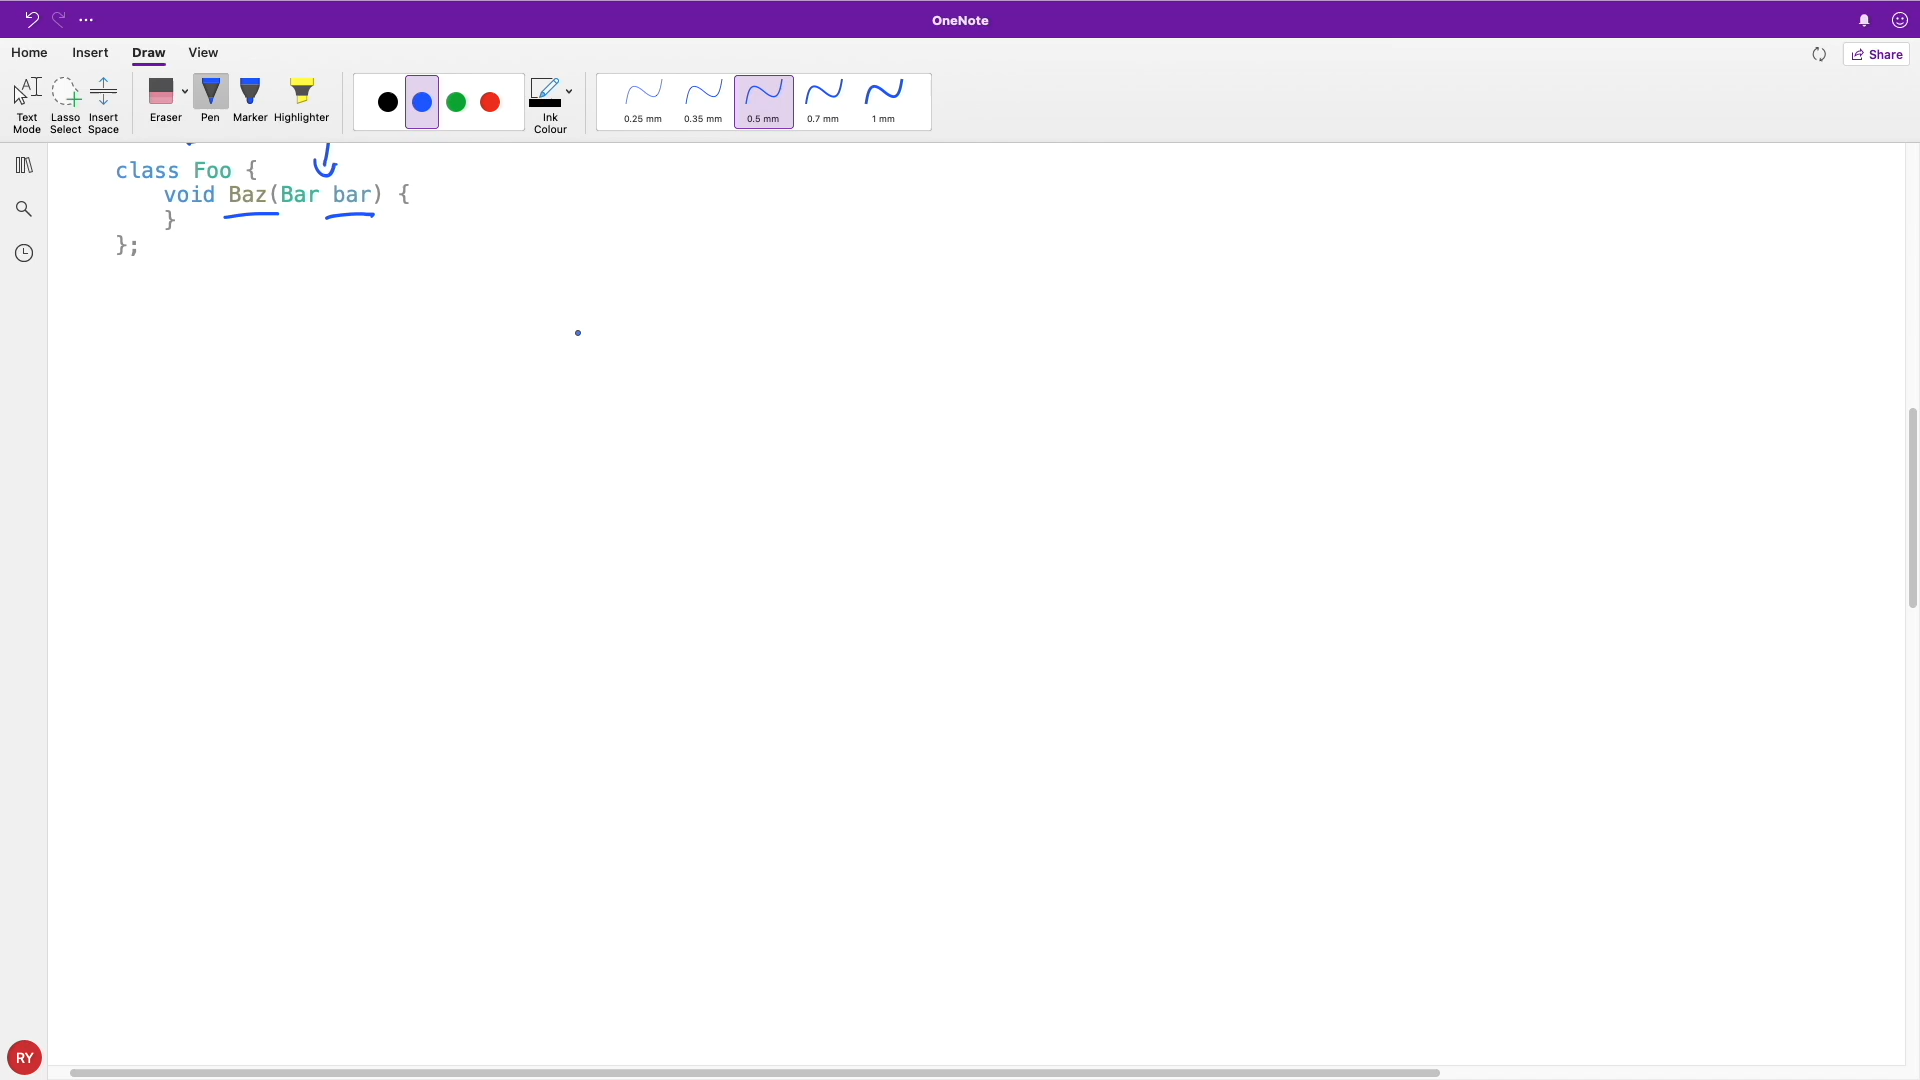 OneNote
Home Insert Draw View
Share
Text Mode
Lasso Select
Insert Space
Eraser
Pen
Marker
Highlighter
Ink Colour
0.25 mm
0.35 mm
0.5 mm
0.7 mm
1 mm
class Foo {
void Baz(Bar bar) {
}
};
RY